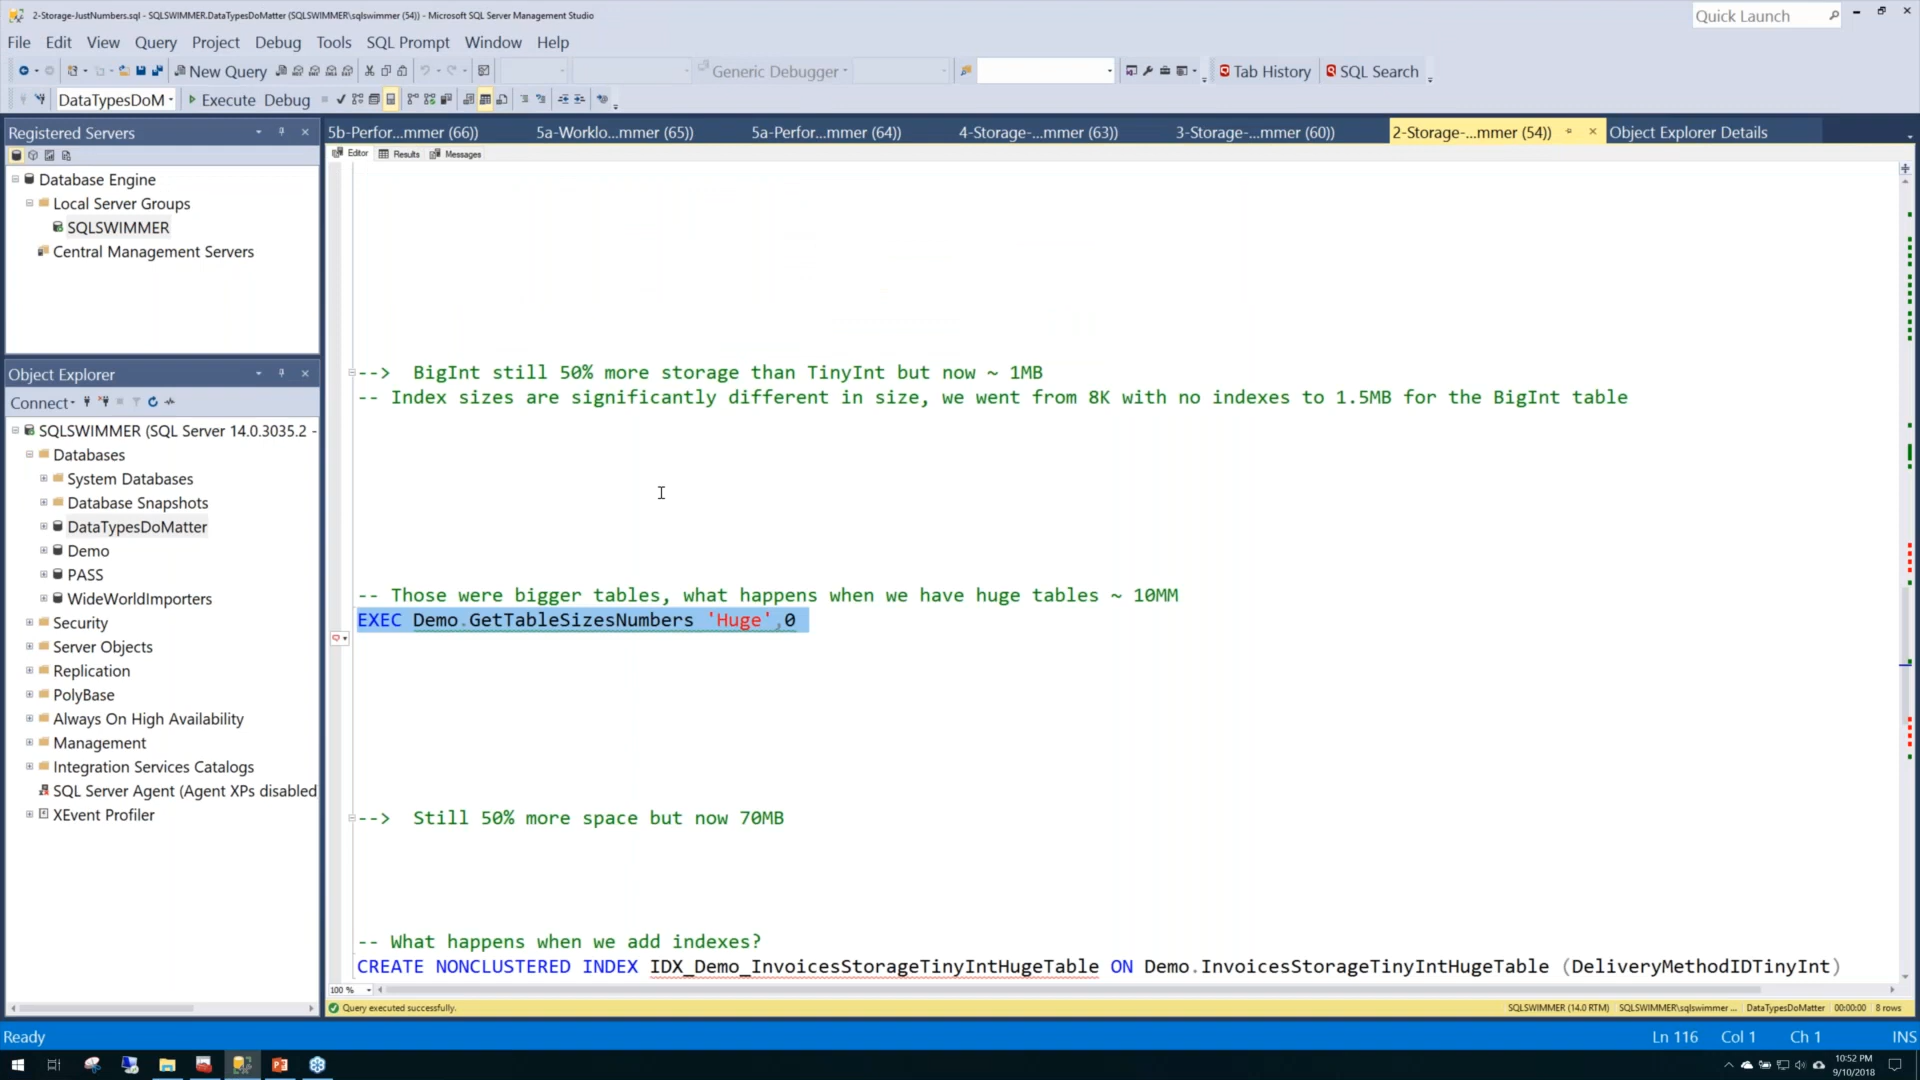 2-Storage-JustNumbers.sql - SQLSWIMMER.DataTypesDoMatter (SQLSWIMMER\sqlswimmer (54)) - Microsoft SQL Server Management Studio
Quick Launch
File Edit View Query Project Debug Tools SQL Prompt Window Help
New Query Generic Debugger Tab History SQL Search
DataTypesDoM Execute Debug
Registered Servers
5b-Perfor...mmer (66)) 5a-Worklo...mmer (65)) 5a-Perfor...mmer (64)) 4-Storage-...mmer (63)) 3-Storage-...mmer (60)) 2-Storage-...mmer (54)) Object Explorer Details
Editor Results Messages
Database Engine
Local Server Groups
SQLSWIMMER
Central Management Servers
Object Explorer
Connect
SQLSWIMMER (SQL Server 14.0.3035.2 -
Databases
System Databases
Database Snapshots
DataTypesDoMatter
Demo
PASS
WideWorldImporters
Security
Server Objects
Replication
PolyBase
Always On High Availability
Management
Integration Services Catalogs
SQL Server Agent (Agent XPs disabled
XEvent Profiler
--> BigInt still 50% more storage than TinyInt but now ~ 1MB
-- Index sizes are significantly different in size, we went from 8K with no indexes to 1.5MB for the BigInt table
-- Those were bigger tables, what happens when we have huge tables ~ 10MM
EXEC Demo.GetTableSizesNumbers 'Huge',0
--> Still 50% more space but now 70MB
-- What happens when we add indexes?
CREATE NONCLUSTERED INDEX IDX_Demo_InvoicesStorageTinyIntHugeTable ON Demo.InvoicesStorageTinyIntHugeTable (DeliveryMethodIDTinyInt)
100 %
Query executed successfully. SQLSWIMMER (14.0 RTM) SQLSWIMMER\sqlswimmer ... DataTypesDoMatter 00:00:00 8 rows
Ready Ln 116 Col 1 Ch 1 INS
10:52 PM
9/10/2018